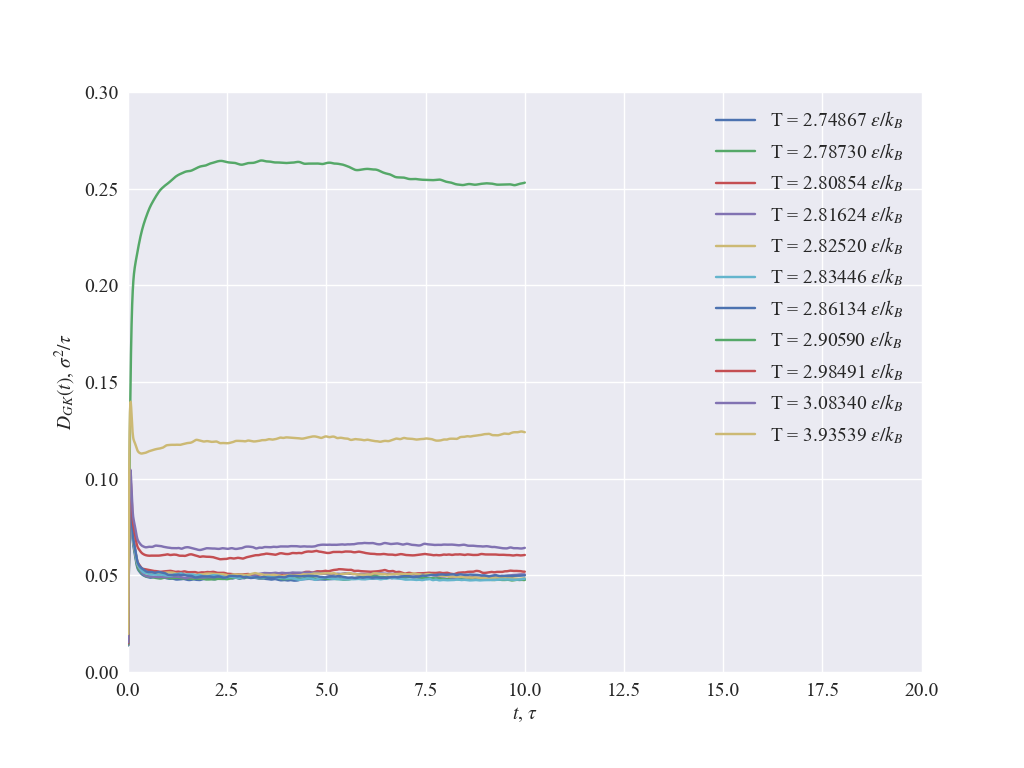 0.30
0.25
0.20
0.15
0.10
0.05
0.00
D_{GK}(t), σ²/τ
T = 2.74867 ε/k_B
T = 2.78730 ε/k_B
T = 2.80854 ε/k_B
T = 2.81624 ε/k_B
T = 2.82520 ε/k_B
T = 2.83446 ε/k_B
T = 2.86134 ε/k_B
T = 2.90590 ε/k_B
T = 2.98491 ε/k_B
T = 3.08340 ε/k_B
T = 3.93539 ε/k_B
0.0 2.5 5.0 7.5 10.0 12.5 15.0 17.5 20.0
t, τ